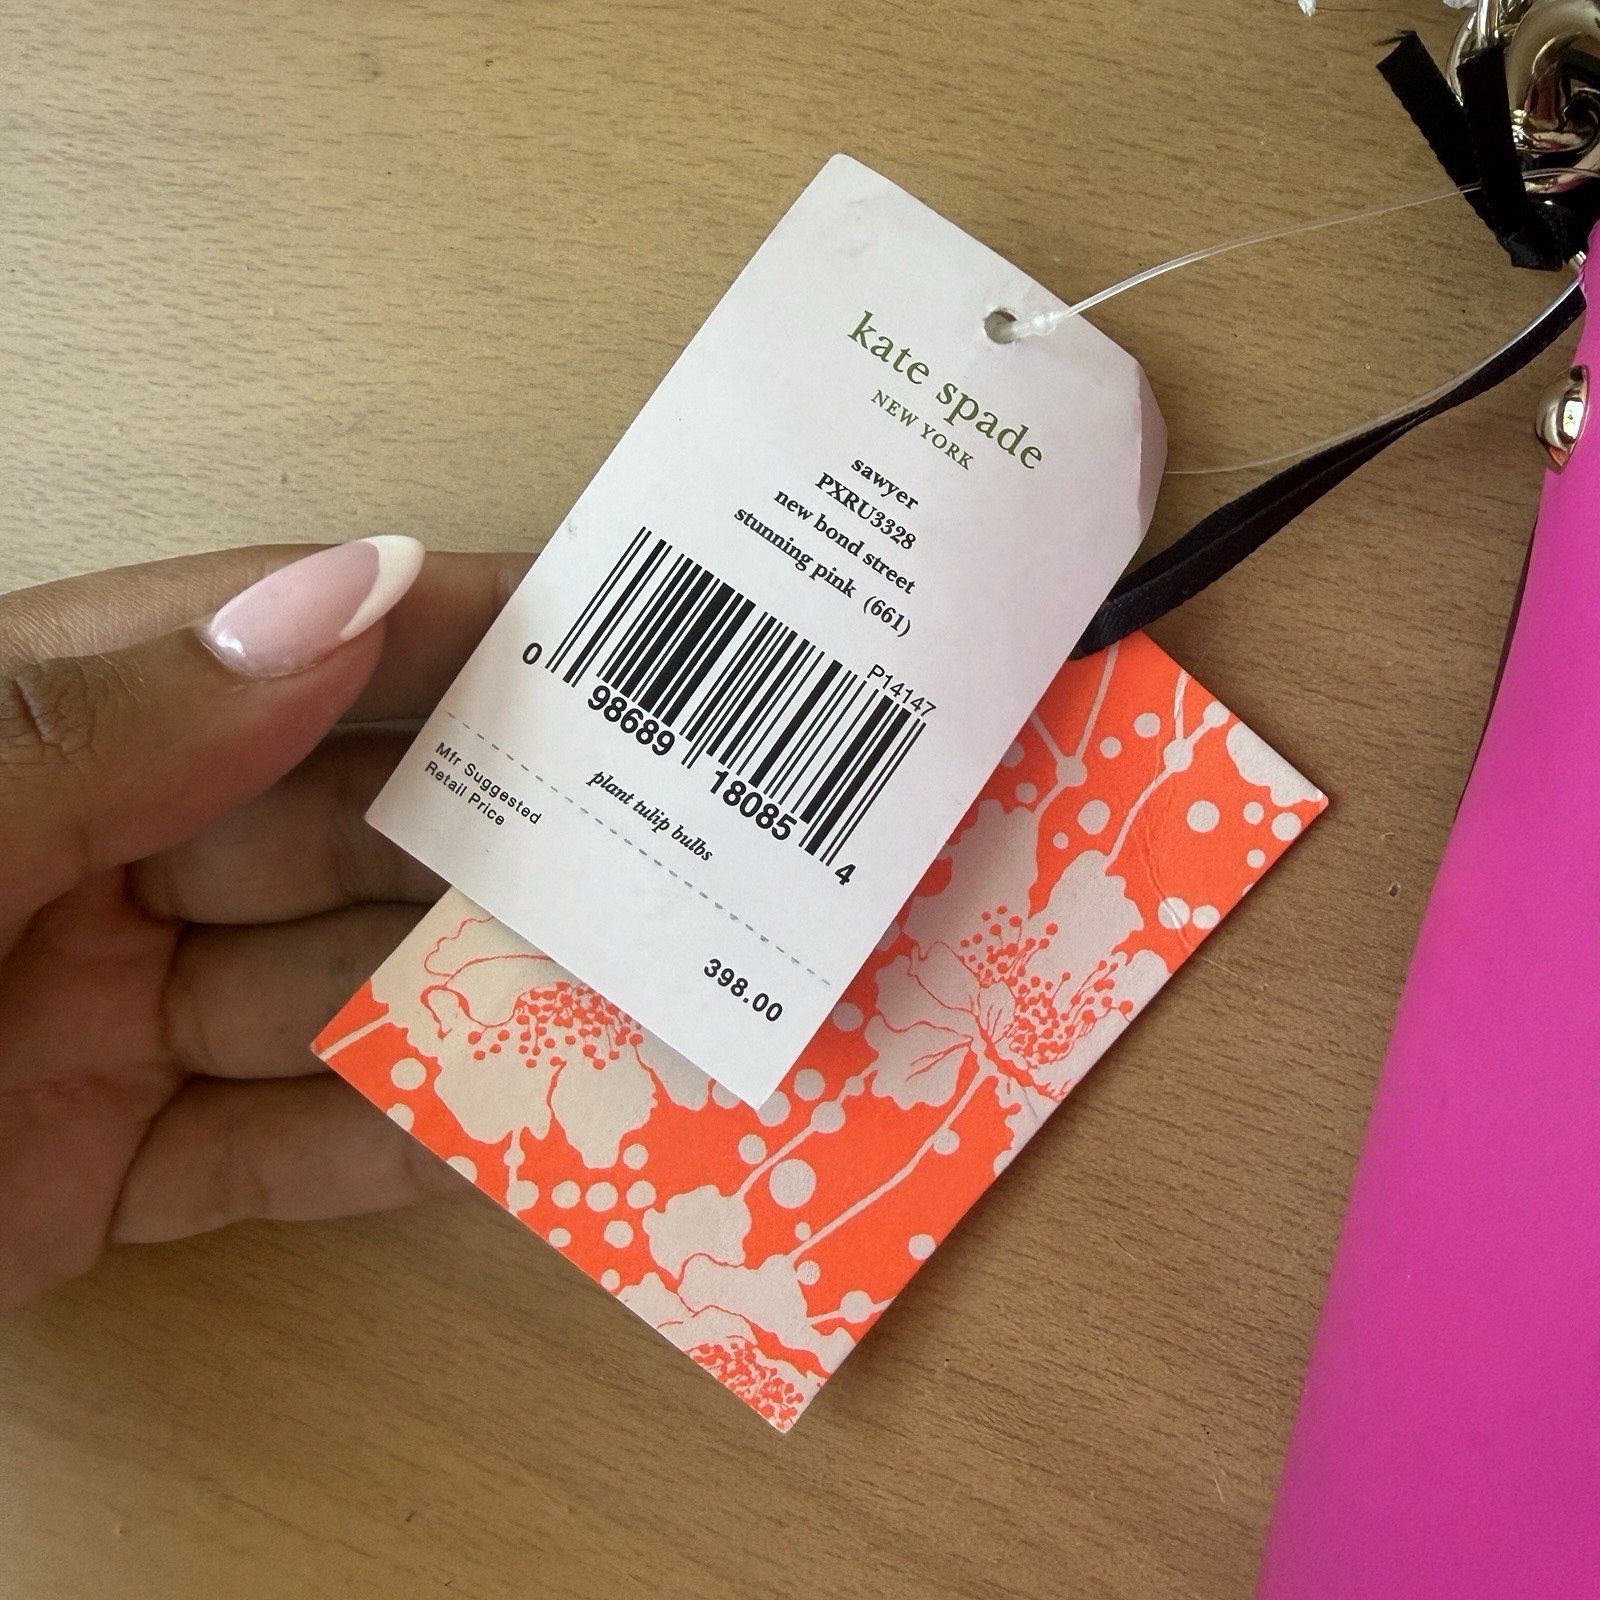 kate spade
NEW YORK
sawyer
PXRU3328
new bond street
stunning pink (661)
P14147
0 98689 18085 4
plant tulip bulbs
Mfr Suggested
Retail Price
398.00